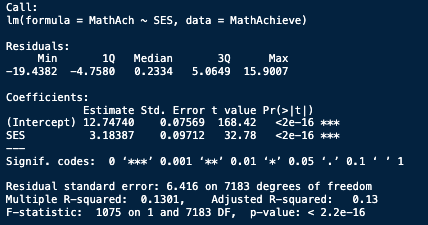 Call:
lm(formula = MathAch ~ SES, data = MathAchieve)

Residuals:
     Min       1Q   Median       3Q      Max
-19.4382  -4.7580   0.2334   5.0649  15.9007

Coefficients:
            Estimate Std. Error t value Pr(>|t|)
(Intercept) 12.74740    0.07569  168.42   <2e-16 ***
SES          3.18387    0.09712   32.78   <2e-16 ***
---
Signif. codes:  0 ‘***’ 0.001 ‘**’ 0.01 ‘*’ 0.05 ‘.’ 0.1 ‘ ’ 1

Residual standard error: 6.416 on 7183 degrees of freedom
Multiple R-squared:  0.1301,	Adjusted R-squared:   0.13
F-statistic:  1075 on 1 and 7183 DF,  p-value: < 2.2e-16